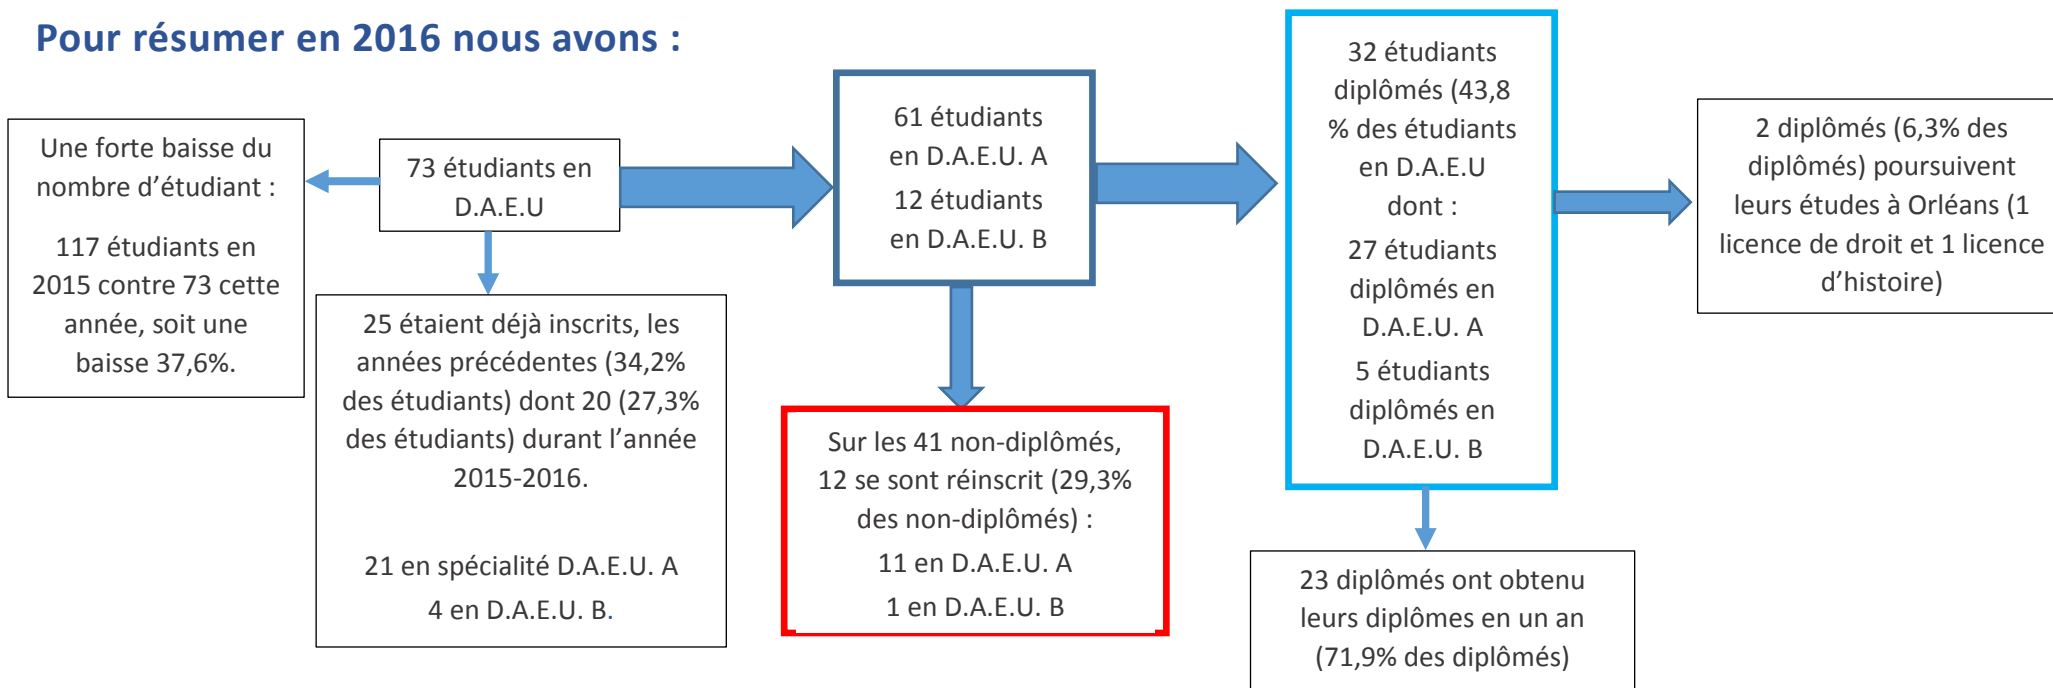 Pour résumer en 2016 nous avons :
Une forte baisse du
nombre d’étudiant :
117 étudiants en
2015 contre 73 cette
année, soit une
baisse 37,6%.
73 étudiants en
D.A.E.U
25 étaient déjà inscrits, les
années précédentes (34,2%
des étudiants) dont 20 (27,3%
des étudiants) durant l’année
2015-2016.
21 en spécialité D.A.E.U. A
4 en D.A.E.U. B.
61 étudiants
en D.A.E.U. A
12 étudiants
en D.A.E.U. B
Sur les 41 non-diplômés,
12 se sont réinscrit (29,3%
des non-diplômés) :
11 en D.A.E.U. A
1 en D.A.E.U. B
32 étudiants
diplômés (43,8
% des étudiants
en D.A.E.U
dont :
27 étudiants
diplômés en
D.A.E.U. A
5 étudiants
diplômés en
D.A.E.U. B
2 diplômés (6,3% des
diplômés) poursuivent
leurs études à Orléans (1
licence de droit et 1 licence
d’histoire)
23 diplômés ont obtenu
leurs diplômes en un an
(71,9% des diplômés)